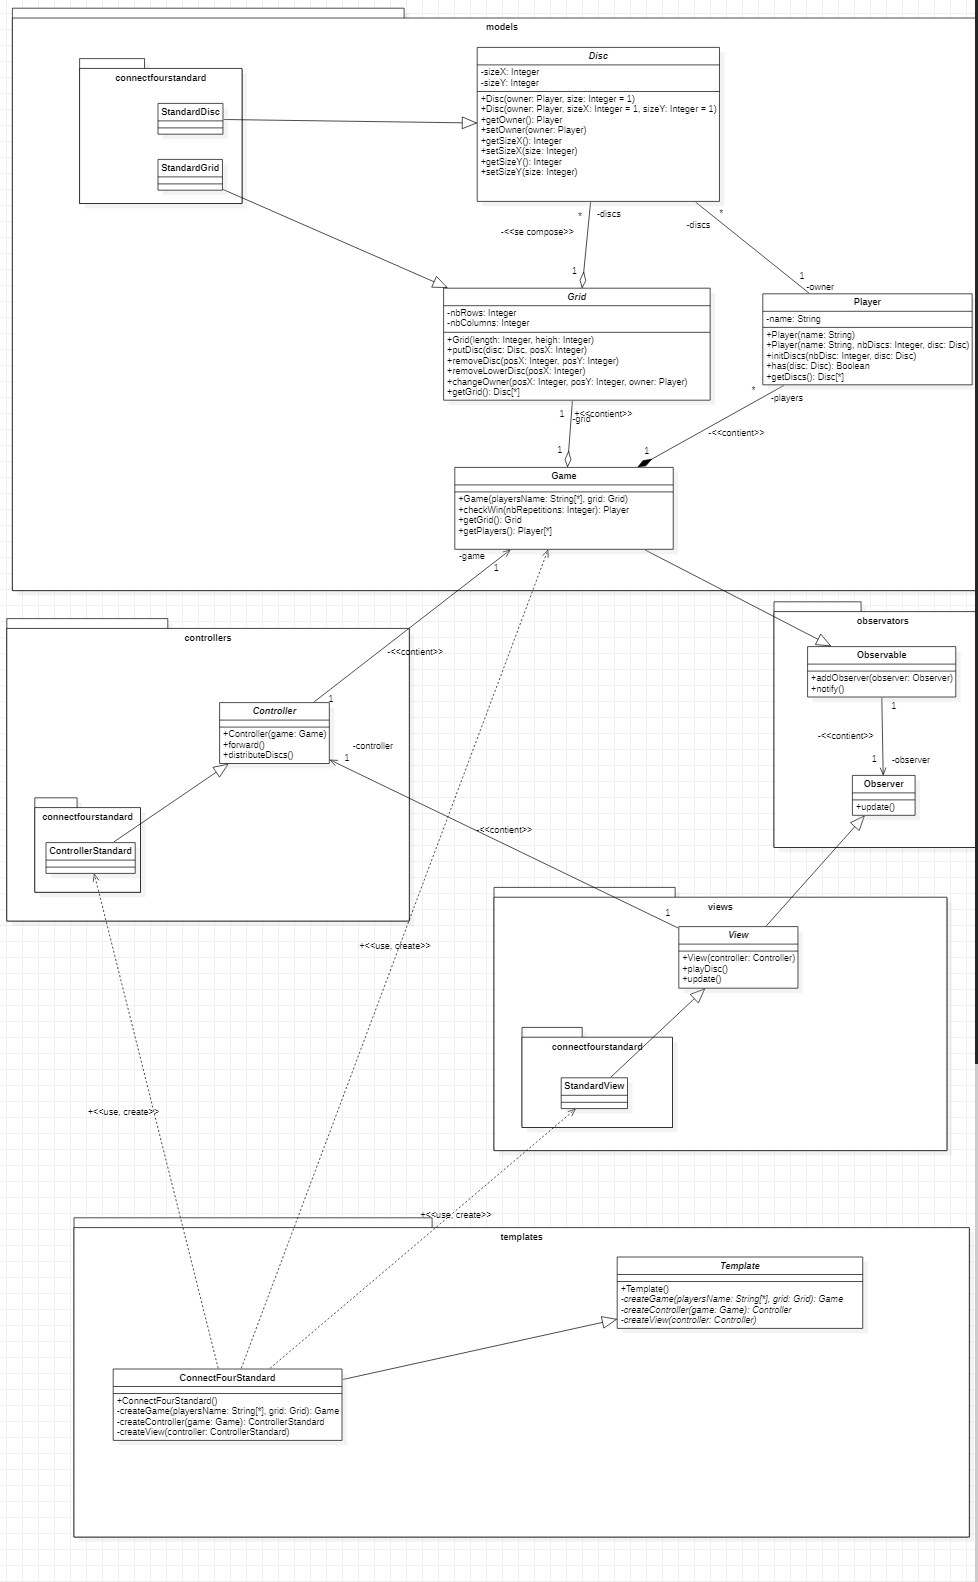 models
connectfourstandard
StandardDisc
StandardGrid
Disc
-sizeX: Integer
-sizeY: Integer
+Disc(owner: Player, size: Integer = 1)
+Disc(owner: Player, sizeX: Integer = 1, sizeY: Integer = 1)
+getOwner(): Player
+setOwner(owner: Player)
+getSizeX(): Integer
+setSizeX(size: Integer)
+getSizeY(): Integer
+setSizeY(size: Integer)
*
-discs
-<<se compose>>
1
*
-discs
1
-owner
Grid
-nbRows: Integer
-nbColumns: Integer
+Grid(length: Integer, heigh: Integer)
+putDisc(disc: Disc, posX: Integer)
+removeDisc(posX: Integer, posY: Integer)
+removeLowerDisc(posX: Integer)
+changeOwner(posX: Integer, posY: Integer, owner: Player)
+getGrid(): Disc[*]
Player
-name: String
+Player(name: String)
+Player(name: String, nbDiscs: Integer, disc: Disc)
+initDiscs(nbDisc: Integer, disc: Disc)
+has(disc: Disc): Boolean
+getDiscs(): Disc[*]
1
+<<contient>>
-grid
1
*
-players
-<<contient>>
1
Game
+Game(playersName: String[*], grid: Grid)
+checkWin(nbRepetitions: Integer): Player
+getGrid(): Grid
+getPlayers(): Player[*]
-game
1
controllers
-<<contient>>
1
Controller
+Controller(game: Game)
+forward()
+distributeDiscs()
-controller
1
connectfourstandard
ControllerStandard
observators
Observable
+addObserver(observer: Observer)
+notify()
1
-<<contient>>
1
-observer
Observer
+update()
-<<contient>>
1
views
View
+View(controller: Controller)
+playDisc()
+update()
connectfourstandard
StandardView
+<<use, create>>
+<<use, create>>
+<<use, create>>
templates
Template
+Template()
-createGame(playersName: String[*], grid: Grid): Game
-createController(game: Game): Controller
-createView(controller: Controller)
ConnectFourStandard
+ConnectFourStandard()
-createGame(playersName: String[*], grid: Grid): Game
-createController(game: Game): ControllerStandard
-createView(controller: ControllerStandard)